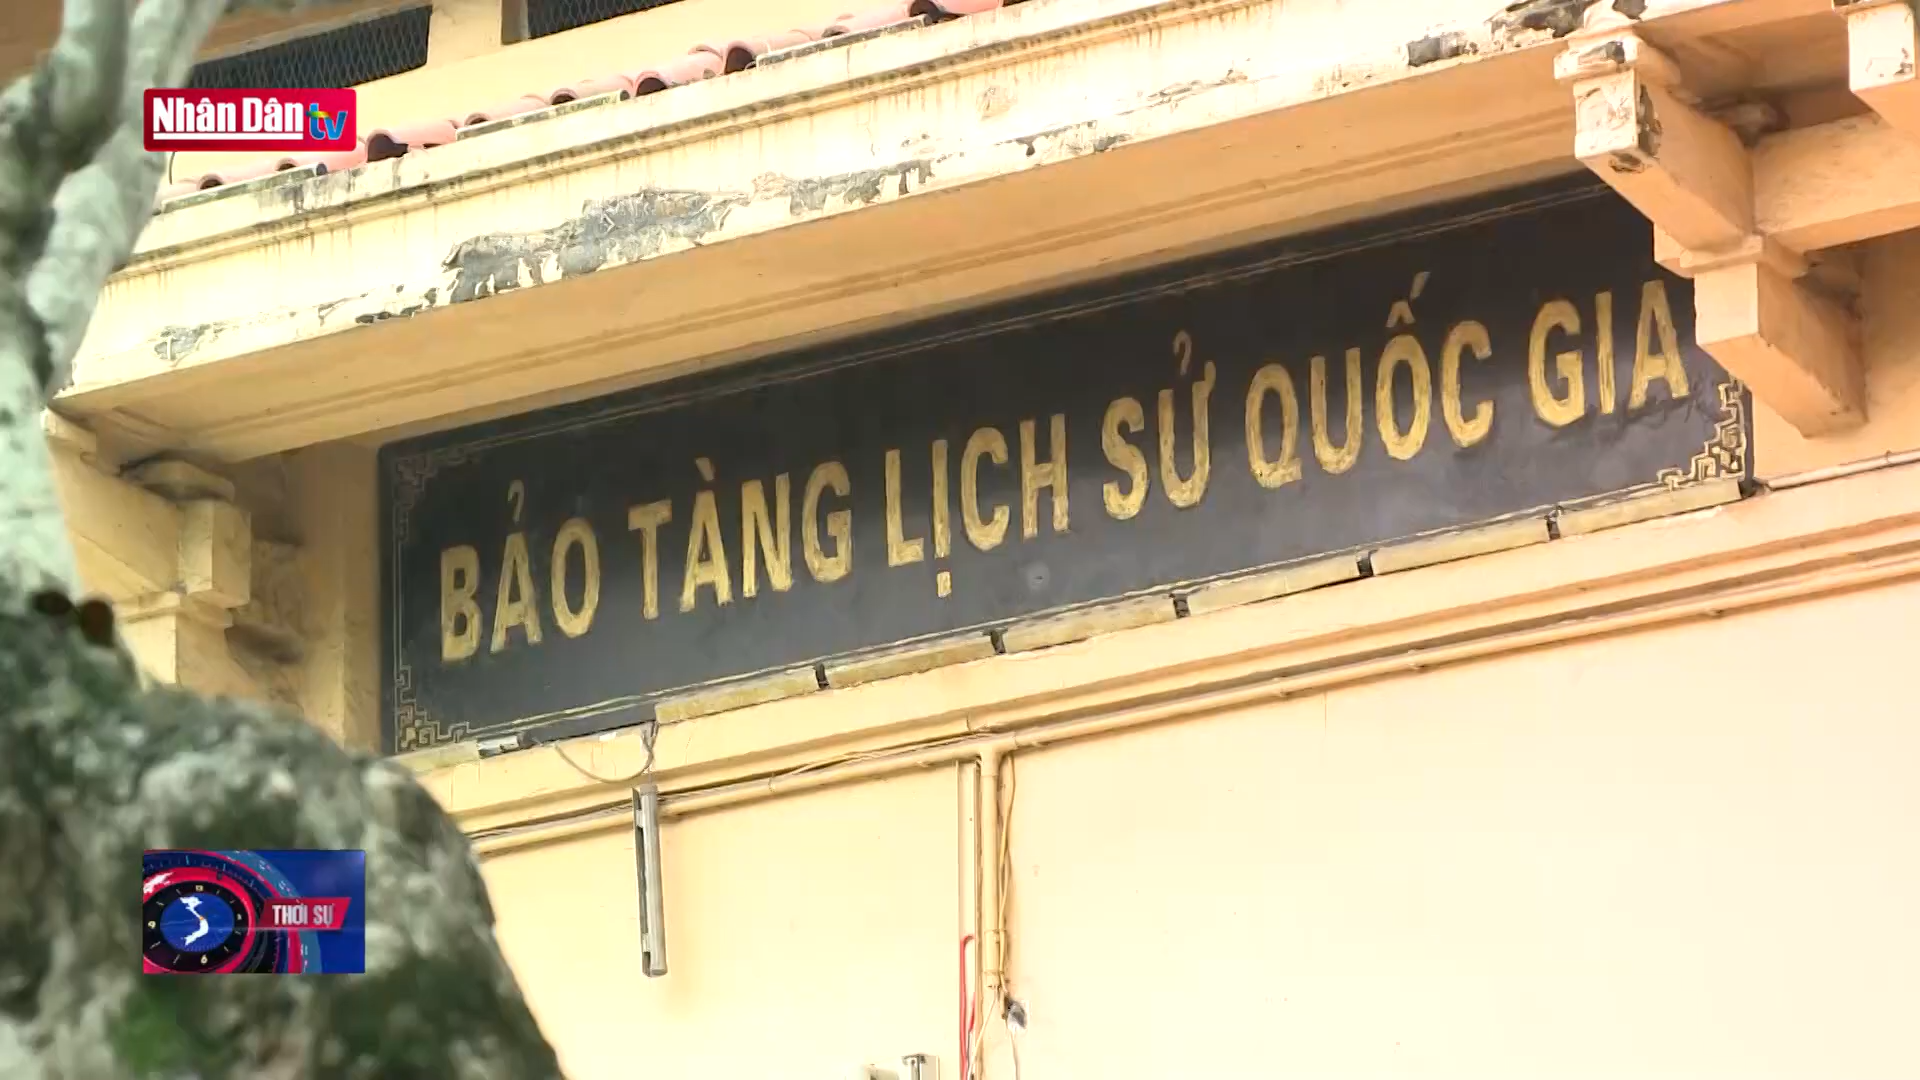 Nhân Dân tv
BẢO TÀNG LỊCH SỬ QUỐC GIA
THỜI SỰ